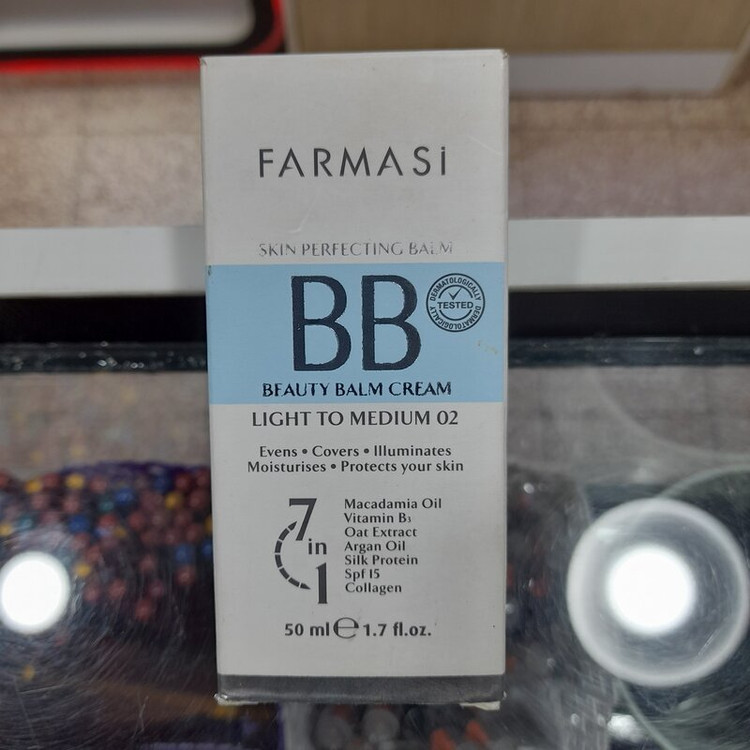 FARMASi
SKIN PERFECTING BALM
BB
DERMATOLOGICALLY
TESTED
DERMATOLOGICALLY
BEAUTY BALM CREAM
LIGHT TO MEDIUM 02
Evens • Covers • Illuminates
Moisturises • Protects your skin
7 in 1
Macadamia Oil
Vitamin B₃
Oat Extract
Argan Oil
Silk Protein
Spf 15
Collagen
50 ml ℮ 1.7 fl.oz.